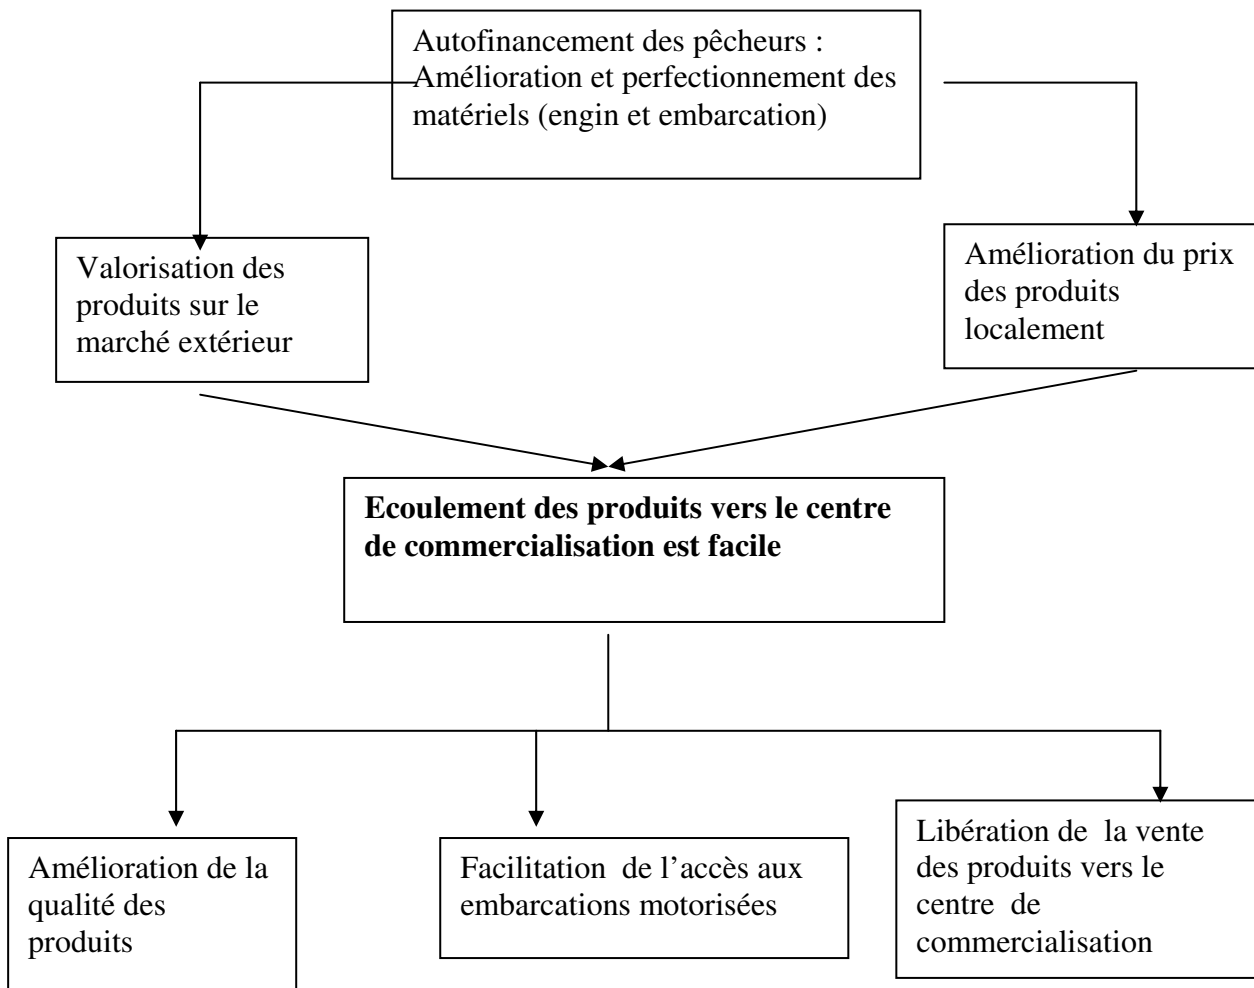 Autofinancement des pêcheurs :
Amélioration et perfectionnement des
matériels (engin et embarcation)
Valorisation des
produits sur le
marché extérieur
Amélioration du prix
des produits
localement
Ecoulement des produits vers le centre
de commercialisation est facile
Amélioration de la
qualité des
produits
Facilitation de l’accès aux
embarcations motorisées
Libération de la vente
des produits vers le
centre de
commercialisation